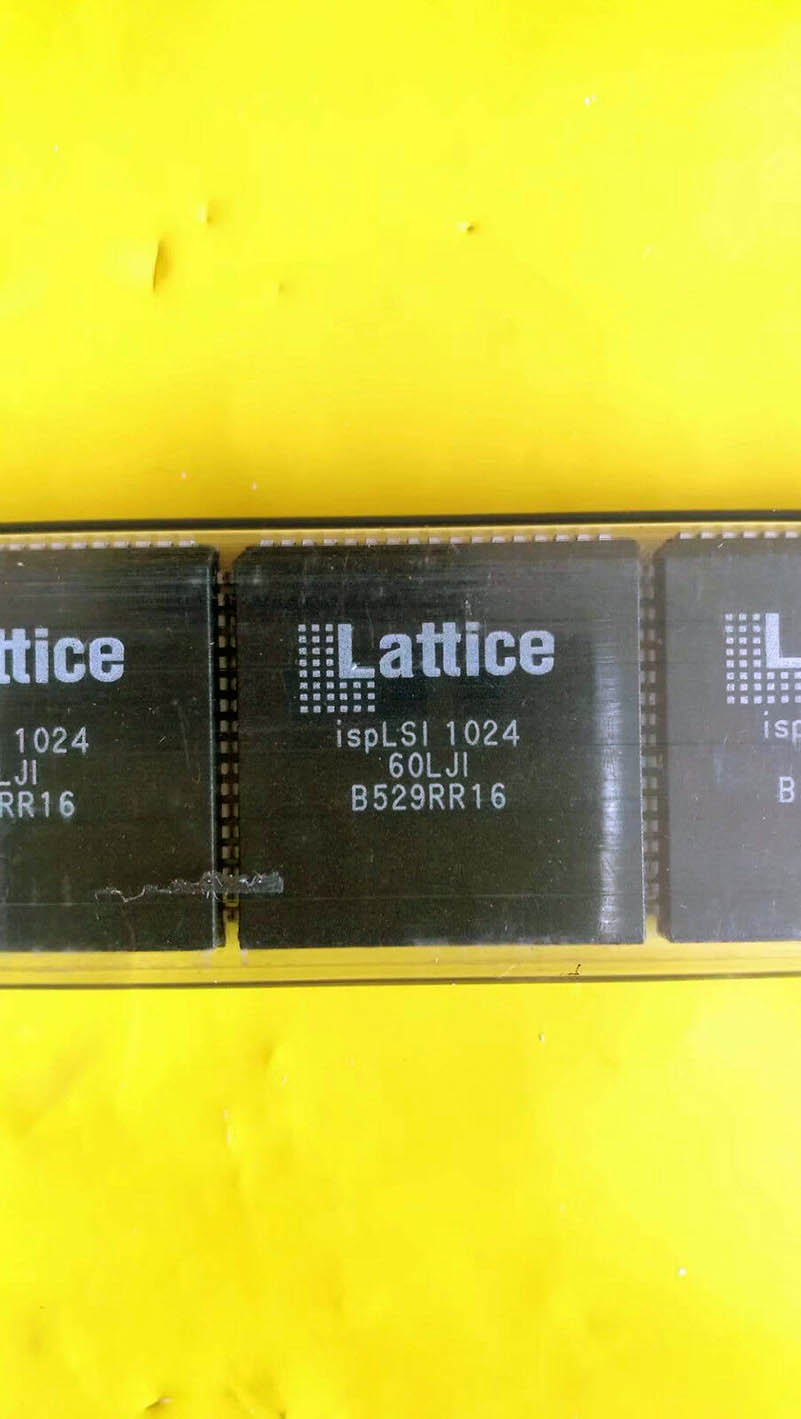 ttice
1024
LJI
RR16
Lattice
ispLSI 1024
60LJI
B529RR16
L
isp
B